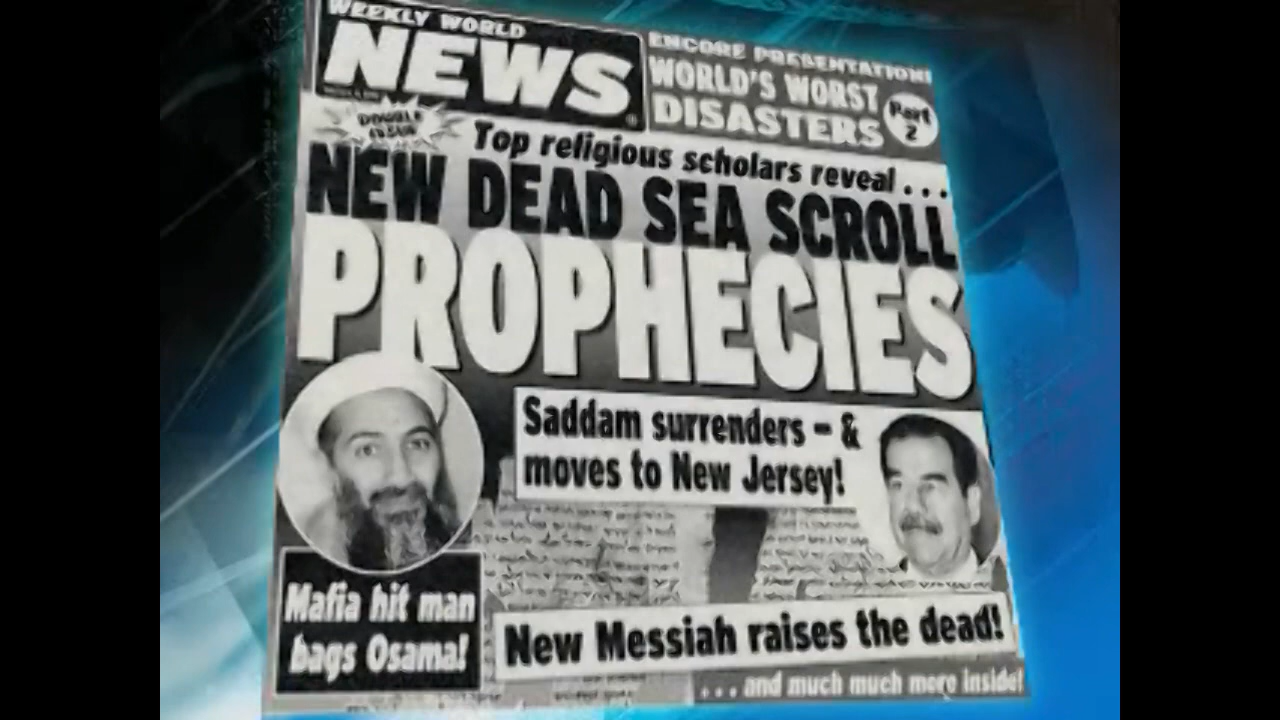 WEEKLY WORLD
NEWS
ENCORE PRESENTATION!
WORLD'S WORST
DISASTERS
Part
2
DOUBLE
ISSUE
Top religious scholars reveal . . .
NEW DEAD SEA SCROLL
PROPHECIES
Saddam surrenders – &
moves to New Jersey!
Mafia hit man
bags Osama!
New Messiah raises the dead!
. . . and much much more inside!